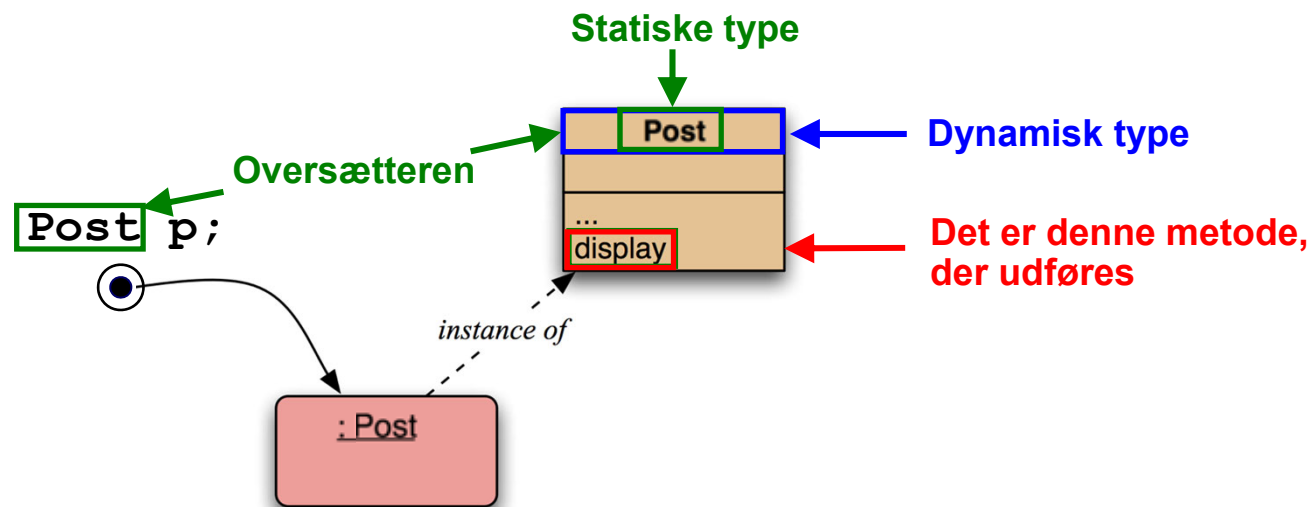 Statiske type
Post
Dynamisk type
Oversætteren
Post p;
...
display
Det er denne metode,
der udføres
instance of
: Post